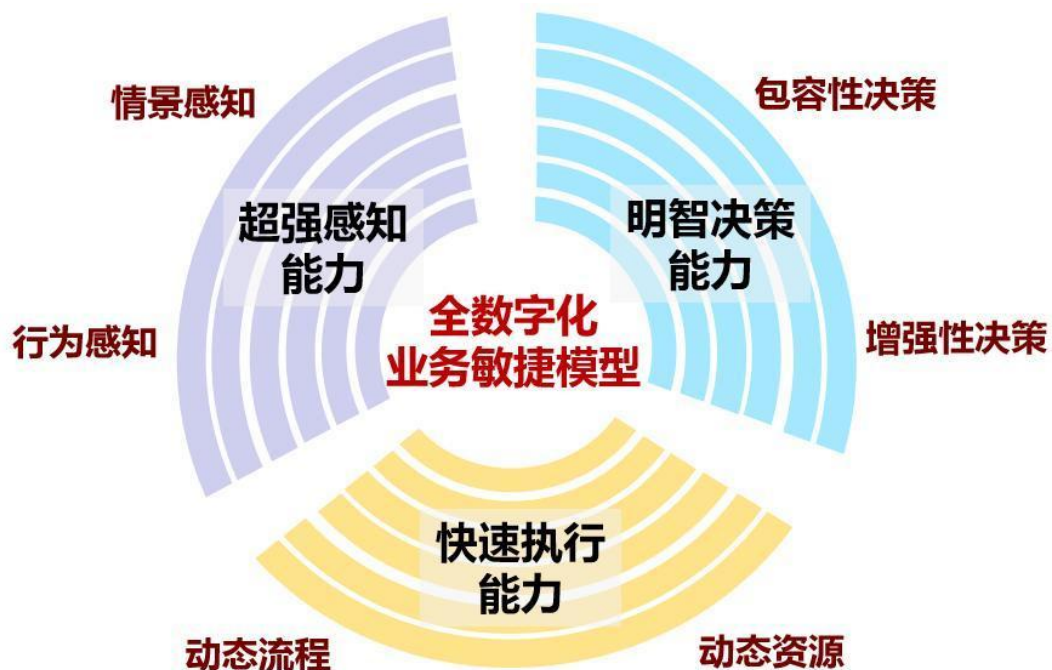 情景感知
包容性决策
超强感知
能力
明智决策
能力
全数字化
业务敏捷模型
行为感知
增强性决策
快速执行
能力
动态流程
动态资源